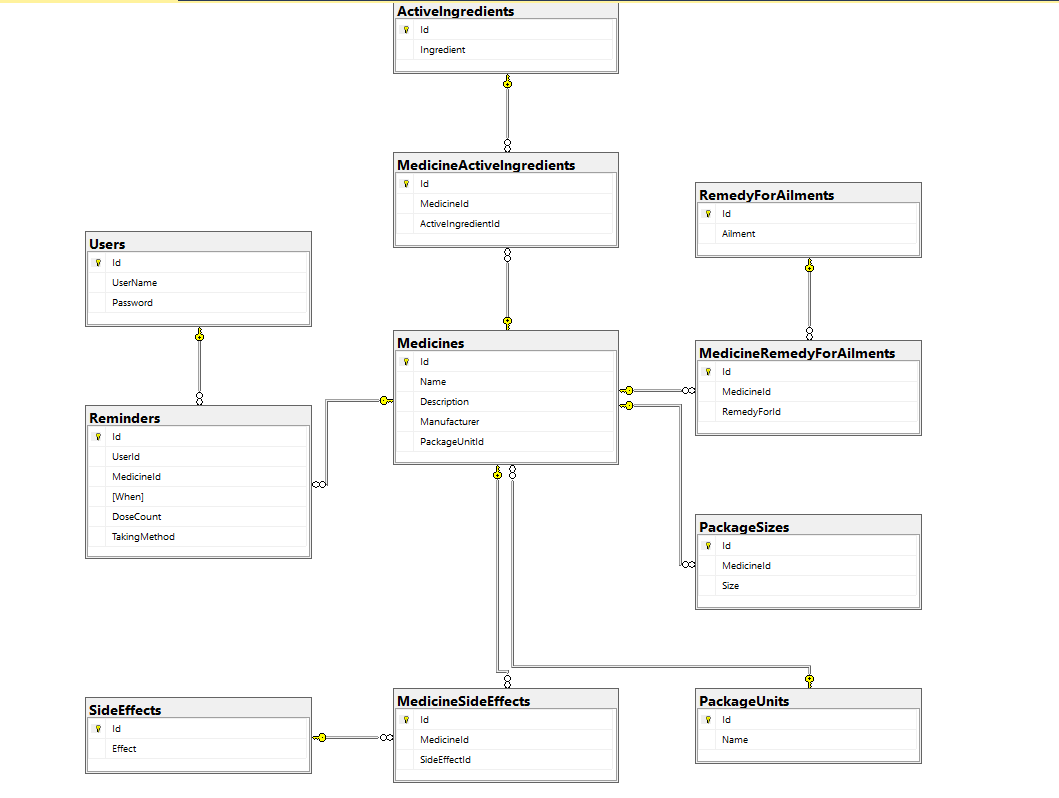 ActiveIngredients
Id
Ingredient
MedicineActiveIngredients
Id
MedicineId
ActiveIngredientId
RemedyForAilments
Id
Ailment
Users
Id
UserName
Password
Medicines
Id
Name
Description
Manufacturer
PackageUnitId
MedicineRemedyForAilments
Id
MedicineId
RemedyForId
Reminders
Id
UserId
MedicineId
[When]
DoseCount
TakingMethod
PackageSizes
Id
MedicineId
Size
SideEffects
Id
Effect
MedicineSideEffects
Id
MedicineId
SideEffectId
PackageUnits
Id
Name